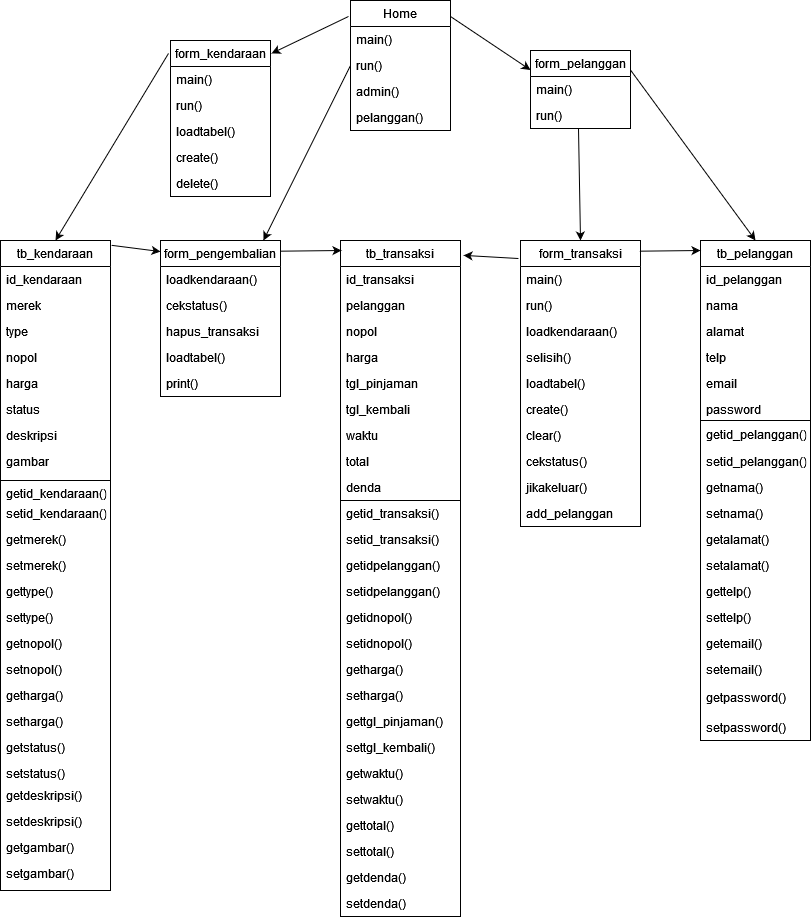 Home
main()
run()
admin()
pelanggan()
form_kendaraan
main()
run()
loadtabel()
create()
delete()
form_pelanggan
main()
run()
tb_kendaraan
id_kendaraan
merek
type
nopol
harga
status
deskripsi
gambar
getid_kendaraan()
setid_kendaraan()
getmerek()
setmerek()
gettype()
settype()
getnopol()
setnopol()
getharga()
setharga()
getstatus()
setstatus()
getdeskripsi()
setdeskripsi()
getgambar()
setgambar()
form_pengembalian
loadkendaraan()
cekstatus()
hapus_transaksi
loadtabel()
print()
tb_transaksi
id_transaksi
pelanggan
nopol
harga
tgl_pinjaman
tgl_kembali
waktu
total
denda
getid_transaksi()
setid_transaksi()
getidpelanggan()
setidpelanggan()
getidnopol()
setidnopol()
getharga()
setharga()
gettgl_pinjaman()
settgl_kembali()
getwaktu()
setwaktu()
gettotal()
settotal()
getdenda()
setdenda()
form_transaksi
main()
run()
loadkendaraan()
selisih()
loadtabel()
create()
clear()
cekstatus()
jikakeluar()
add_pelanggan
tb_pelanggan
id_pelanggan
nama
alamat
telp
email
password
getid_pelanggan()
setid_pelanggan()
getnama()
setnama()
getalamat()
setalamat()
gettelp()
settelp()
getemail()
setemail()
getpassword()
setpassword()